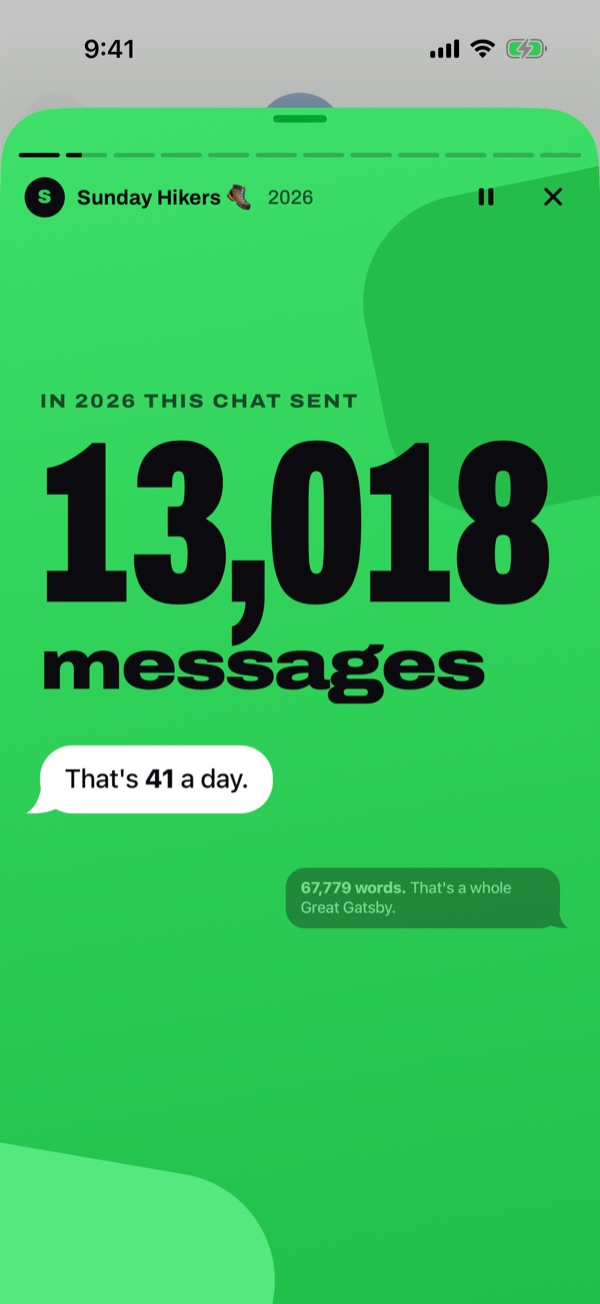 9:41
S
Sunday Hikers 🥾 2026
IN 2026 THIS CHAT SENT
13,018
messages
That's 41 a day.
67,779 words. That's a whole
Great Gatsby.